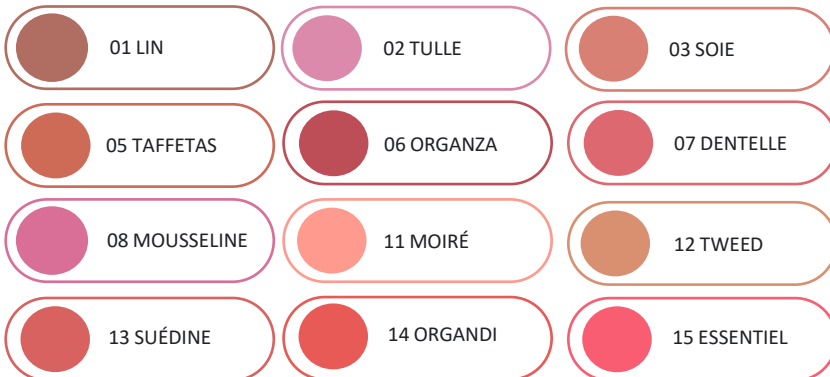 01 LIN
02 TULLE
03 SOIE
05 TAFFETAS
06 ORGANZA
07 DENTELLE
08 MOUSSELINE
11 MOIRÉ
12 TWEED
13 SUÉDINE
14 ORGANDI
15 ESSENTIEL